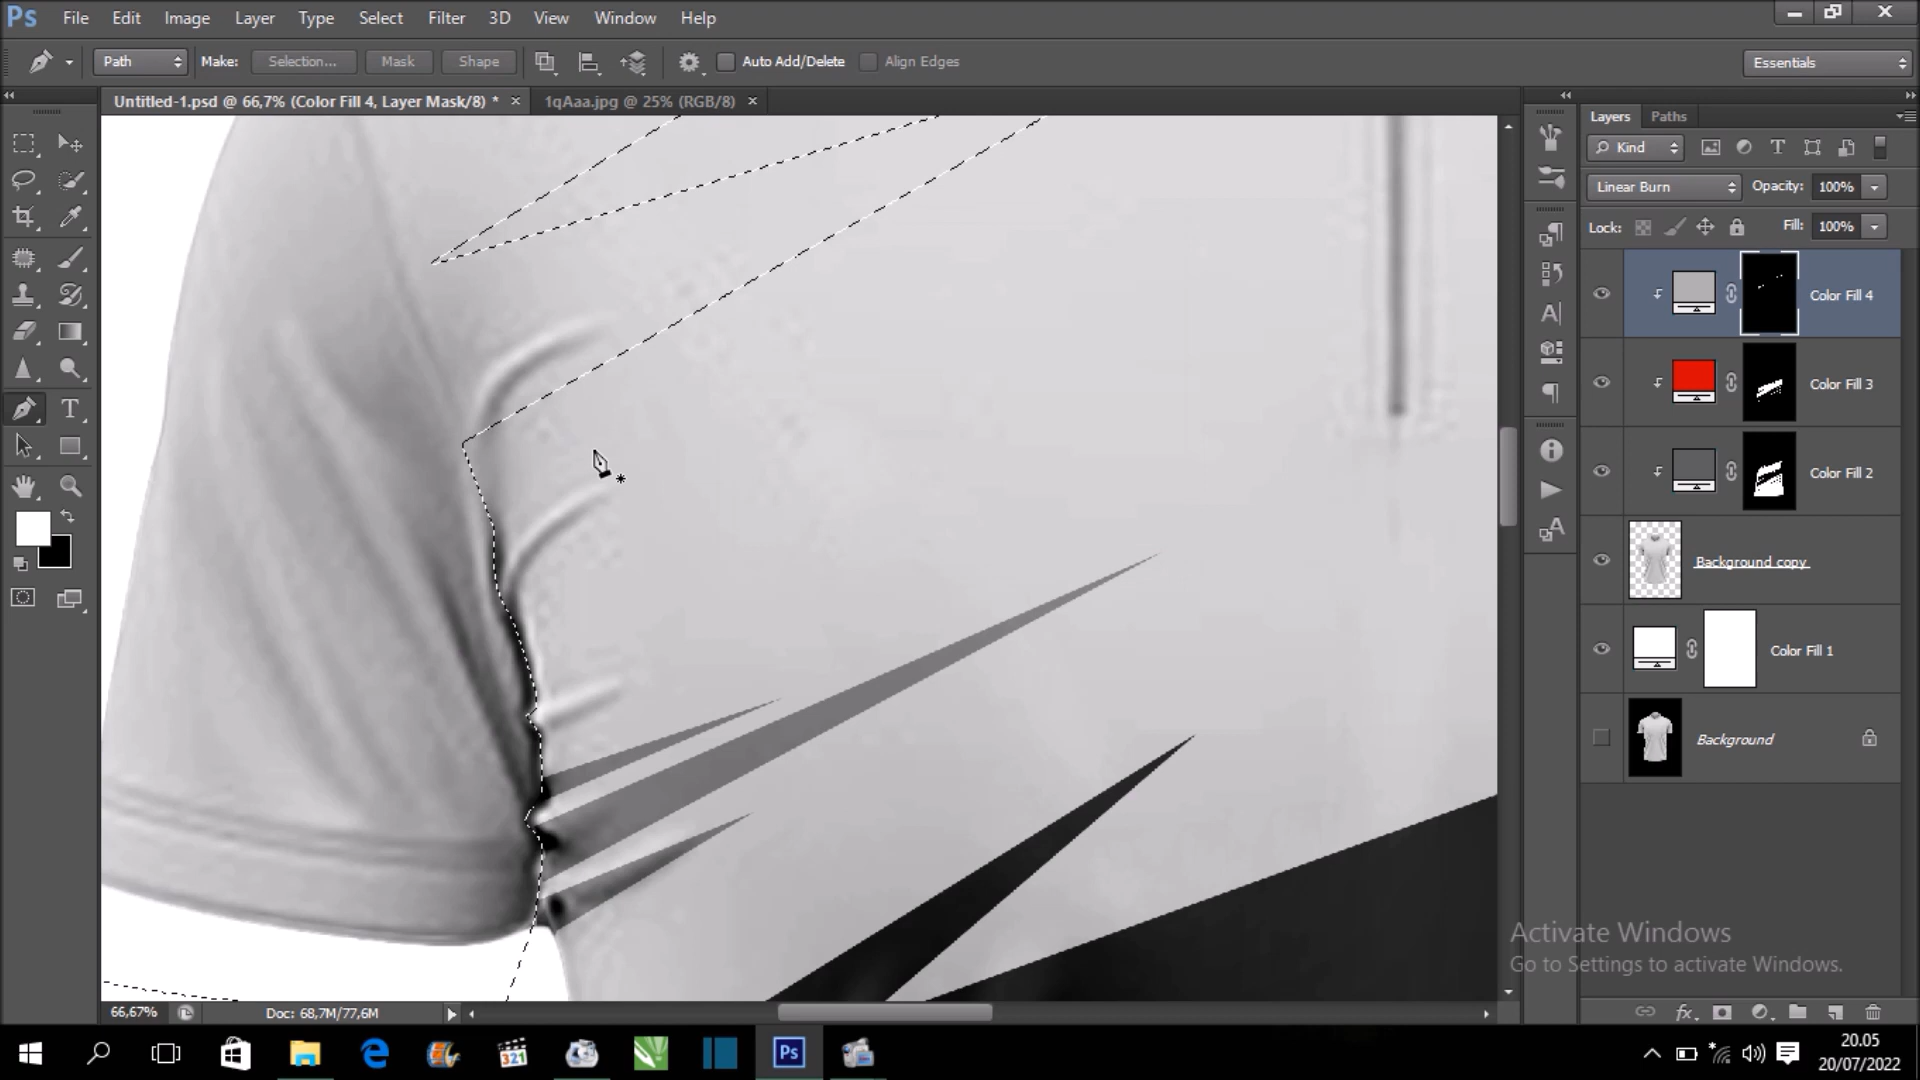 Ps File Edit Image Layer Type Select Filter 3D View Window Help
Path Make: Selection... Mask Shape Auto Add/Delete Align Edges Essentials
Untitled-1.psd @ 66,7% (Color Fill 4, Layer Mask/8) * × 1qAaa.jpg @ 25% (RGB/8) ×
Layers Paths
Kind
Linear Burn Opacity: 100%
Lock: Fill: 100%
Color Fill 4
Color Fill 3
Color Fill 2
Background copy
Color Fill 1
Background
Activate Windows
Go to Settings to activate Windows.
66,67% Doc: 68,7M/77,6M
321
Ps
20.05
20/07/2022